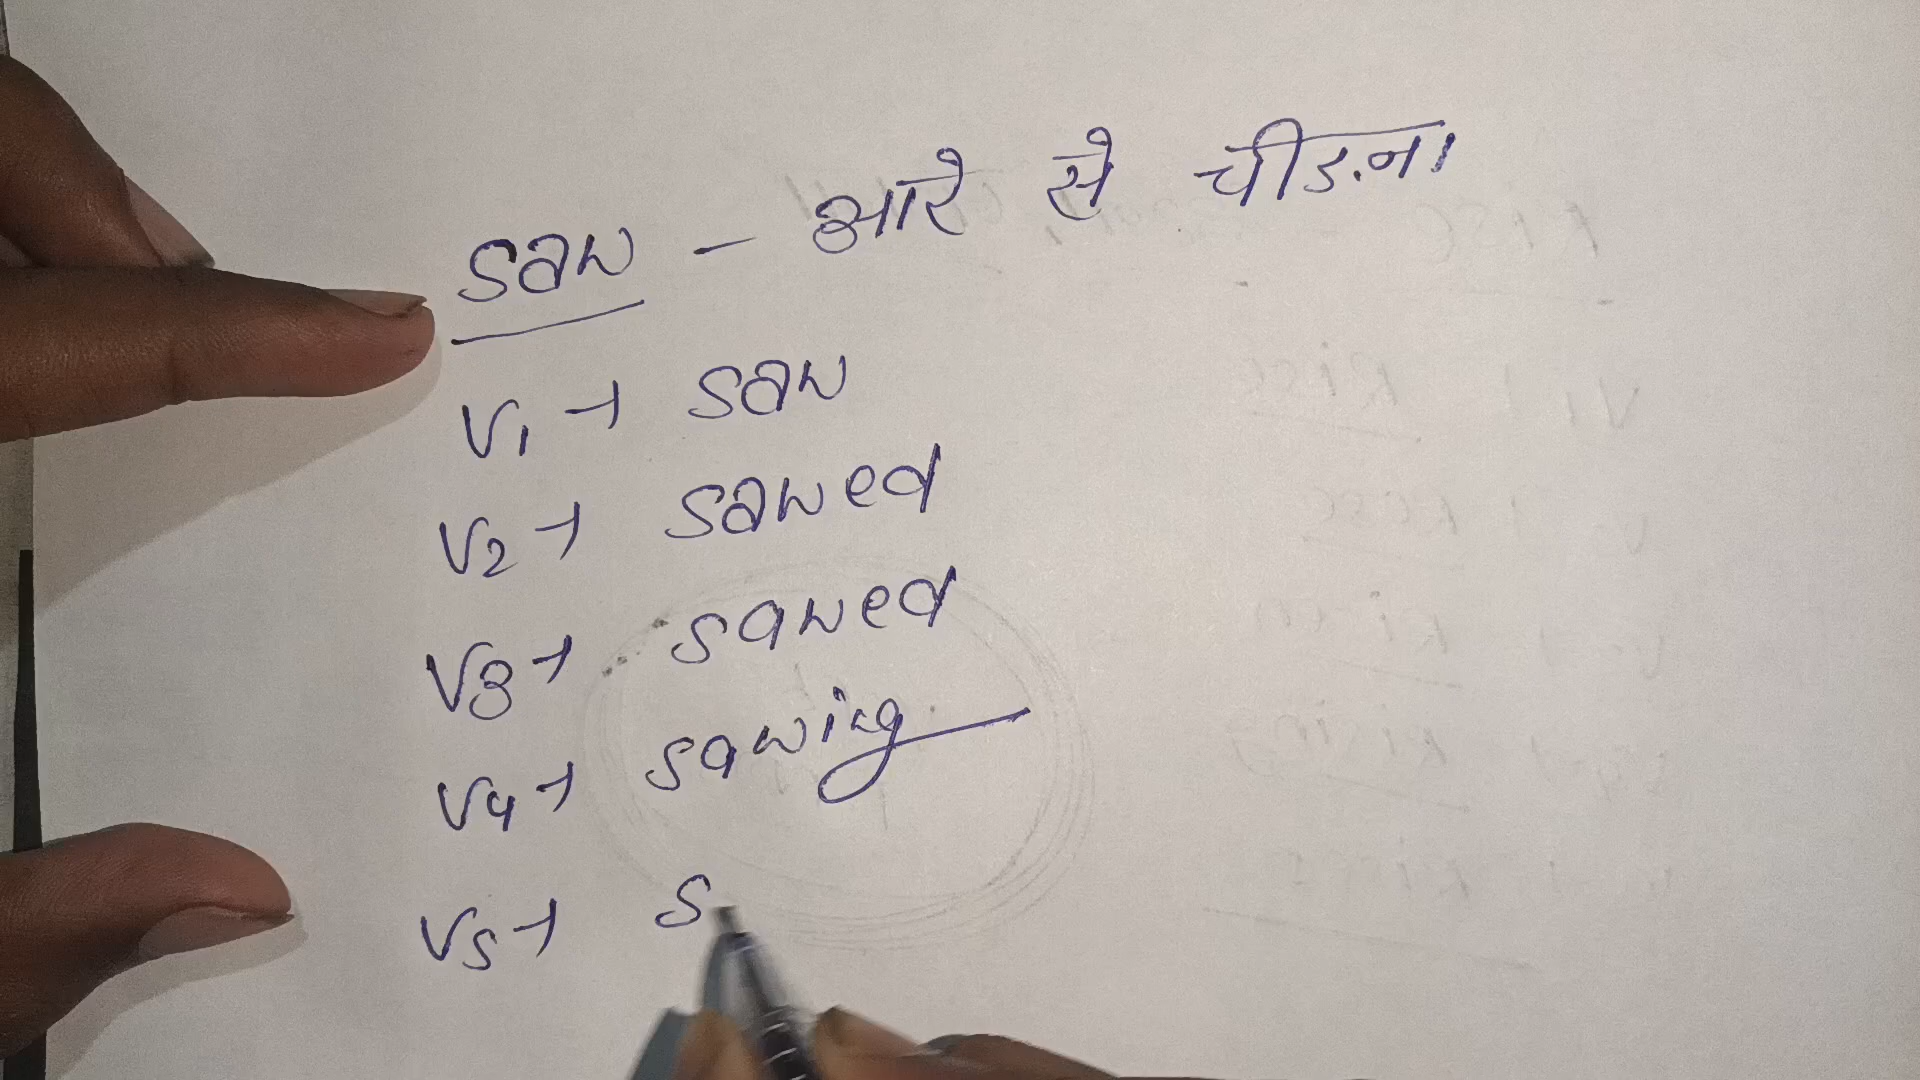 saw - आरे से चीड़ना
V1 → saw
V2 → sawed
V3 → sawed
V4 → sawing
V5 → s